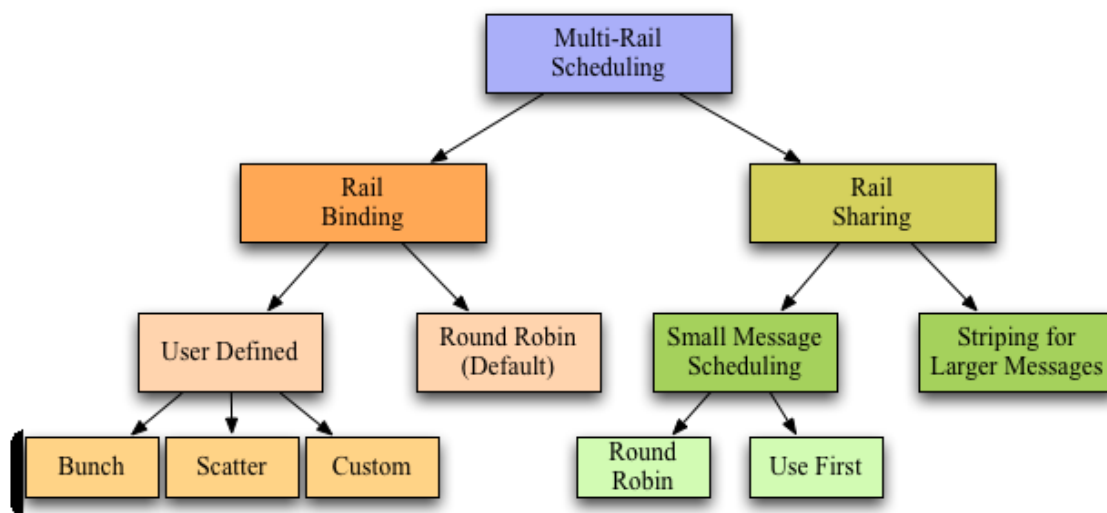 Multi-Rail
Scheduling
Rail
Binding
Rail
Sharing
User Defined
Round Robin
(Default)
Small Message
Scheduling
Striping for
Larger Messages
Bunch
Scatter
Custom
Round
Robin
Use First